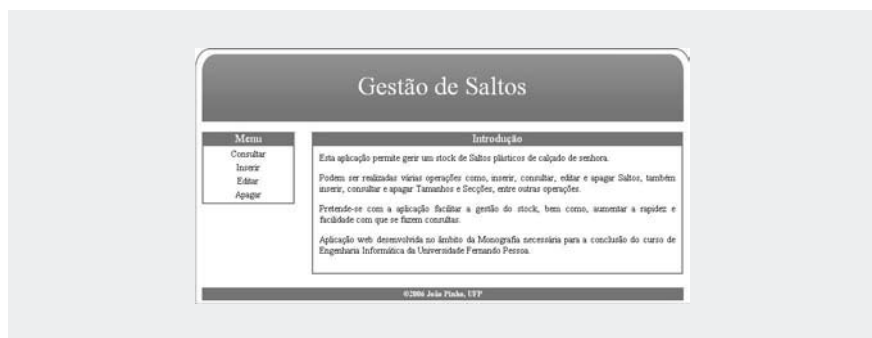 Gestão de Saltos
Menu
Consultar
Inserir
Editar
Apagar
Introdução
Esta aplicação permite gerir um stock de Saltos plásticos de calçado de senhora.
Podem ser realizadas várias operações como, inserir, consultar, editar e apagar Saltos, também
inserir, consultar e apagar Tamanhos e Secções, entre outras operações.
Pretende-se com a aplicação facilitar a gestão do stock, bem como, aumentar a rapidez e
facilidade com que se fazem consultas.
Aplicação web desenvolvida no âmbito da Monografia necessária para a conclusão do curso de
Engenharia Informática da Universidade Fernando Pessoa.
©2006 João Pinho, UFP